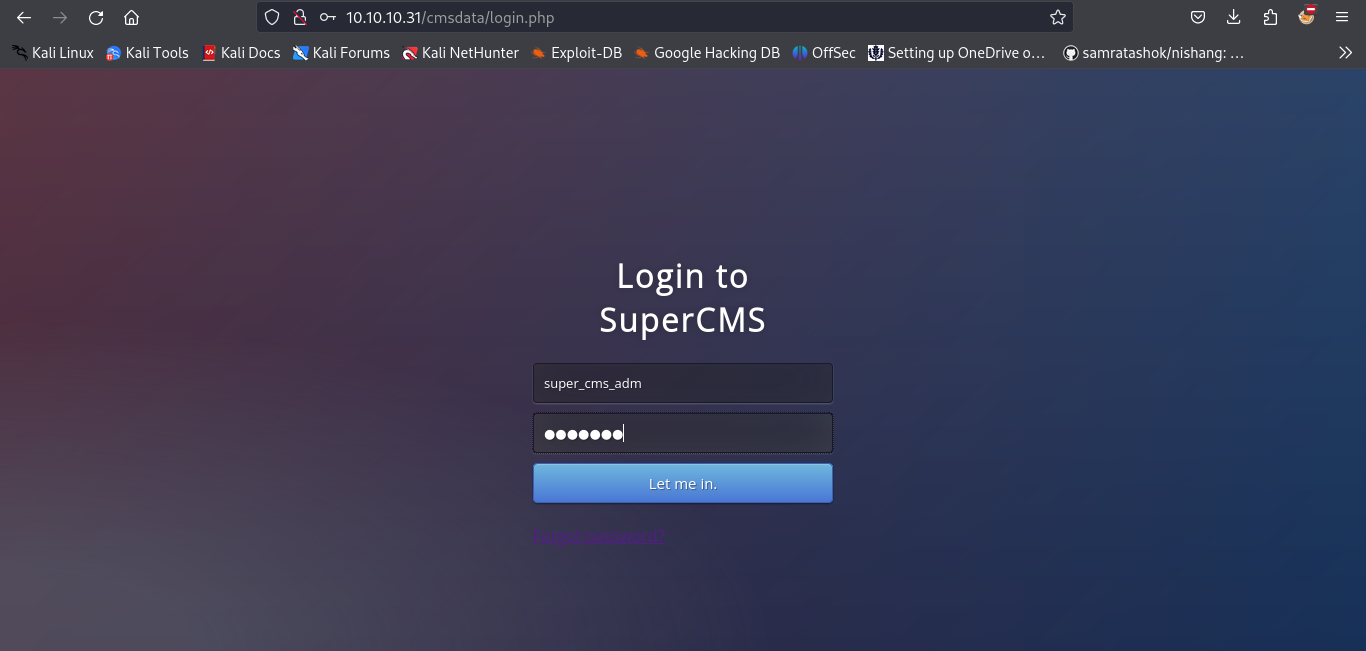 10.10.10.31/cmsdata/login.php
Kali Linux Kali Tools Kali Docs Kali Forums Kali NetHunter Exploit-DB Google Hacking DB OffSec Setting up OneDrive o… samratashok/nishang: …
Login to
SuperCMS
super_cms_adm
●●●●●●●
Let me in.
Forgot password?